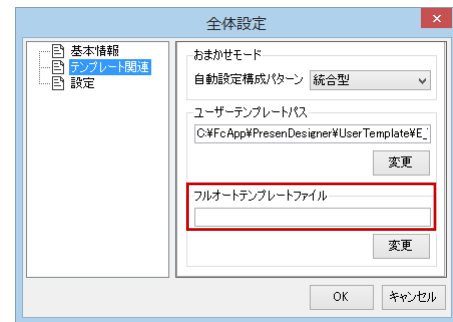 全体設定
基本情報
テンプレート関連
設定
おまかせモード
自動設定構成パターン 統合型
ユーザーテンプレートパス
C:¥FcApp¥PresenDesigner¥UserTemplate¥E_
変更
フルオートテンプレートファイル
変更
OK キャンセル